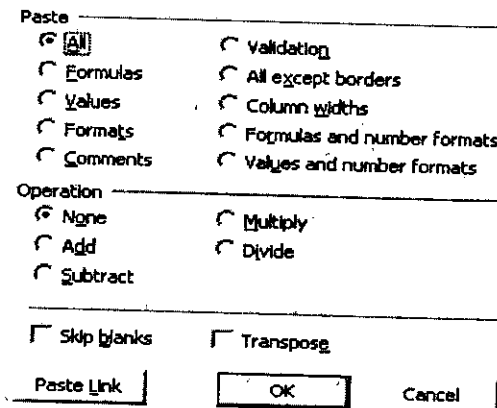 Paste
All
Validation
Formulas
All except borders
Values
Column widths
Formats
Formulas and number formats
Comments
Values and number formats
Operation
None
Multiply
Add
Divide
Subtract
Skip blanks
Transpose
Paste Link
OK
Cancel